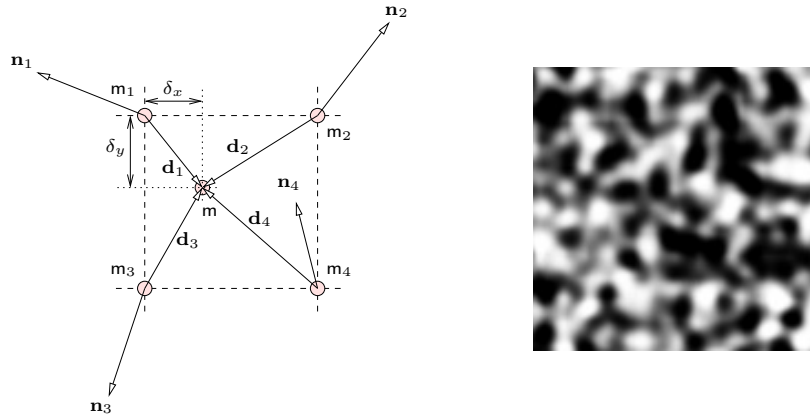 n₂
n₁
m₁
δₓ
m₂
δᵧ
d₂
d₁
n₄
m
d₄
d₃
m₃
m₄
n₃